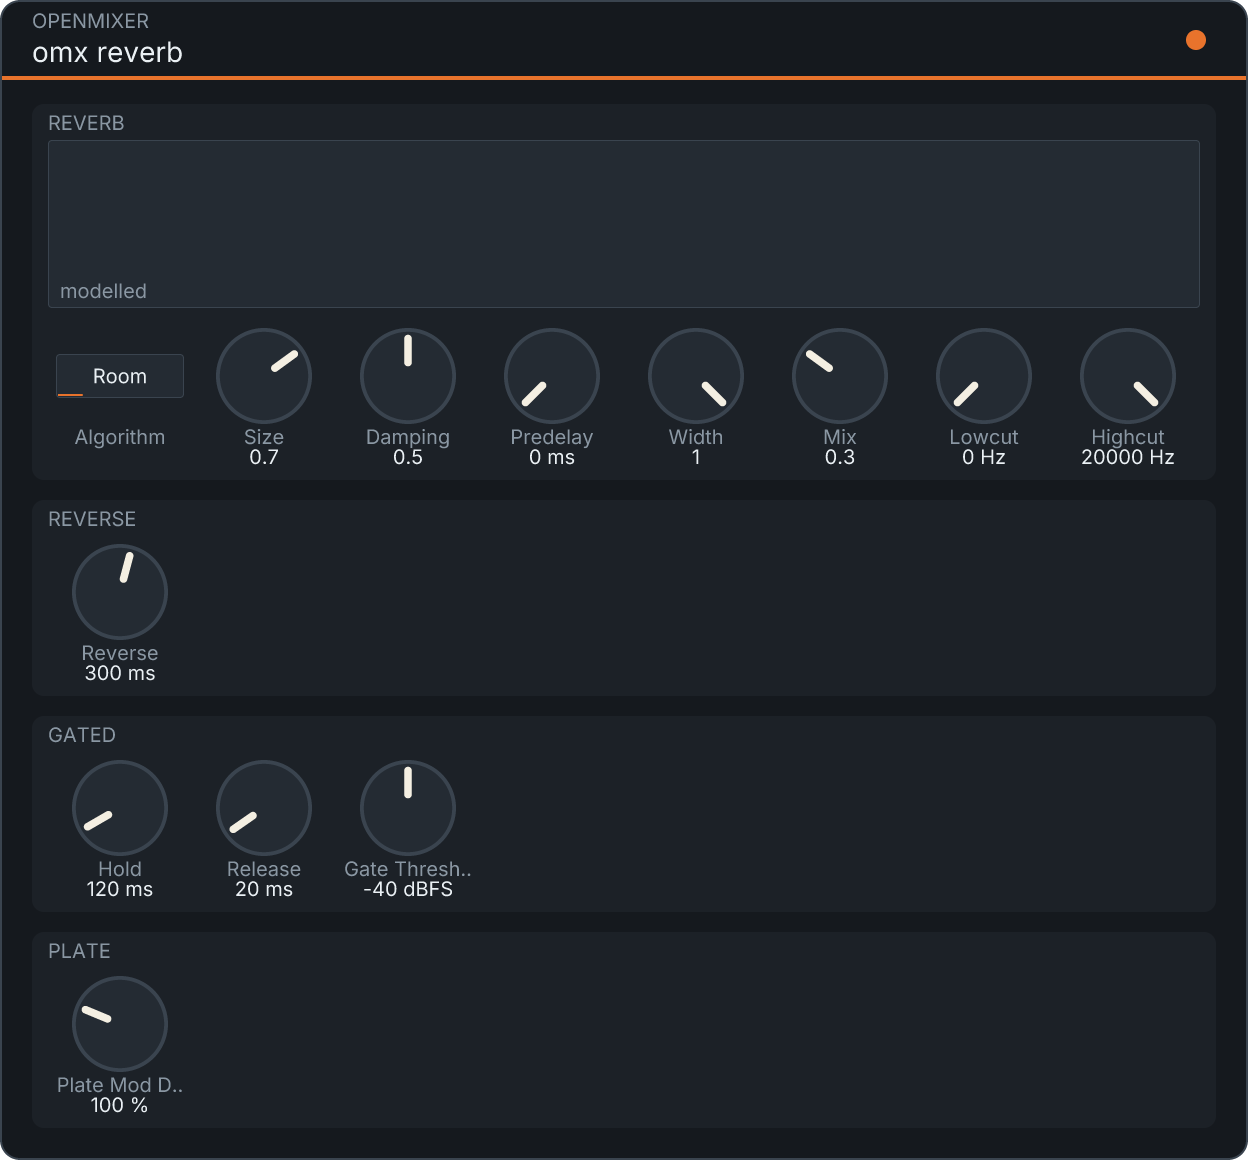 OPENMIXER
omx reverb
REVERB
modelled
Room
Algorithm
Size
0.7
Damping
0.5
Predelay
0 ms
Width
1
Mix
0.3
Lowcut
0 Hz
Highcut
20000 Hz
REVERSE
Reverse
300 ms
GATED
Hold
120 ms
Release
20 ms
Gate Thresh..
-40 dBFS
PLATE
Plate Mod D..
100 %